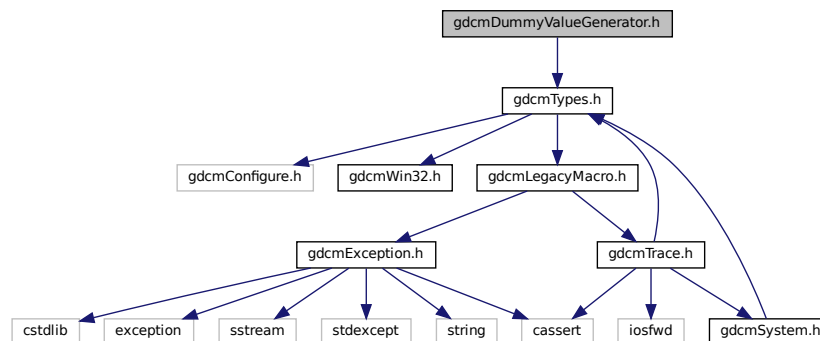 gdcmDummyValueGenerator.h
gdcmTypes.h
gdcmConfigure.h
gdcmWin32.h
gdcmLegacyMacro.h
gdcmException.h
gdcmTrace.h
cstdlib
exception
sstream
stdexcept
string
cassert
iosfwd
gdcmSystem.h